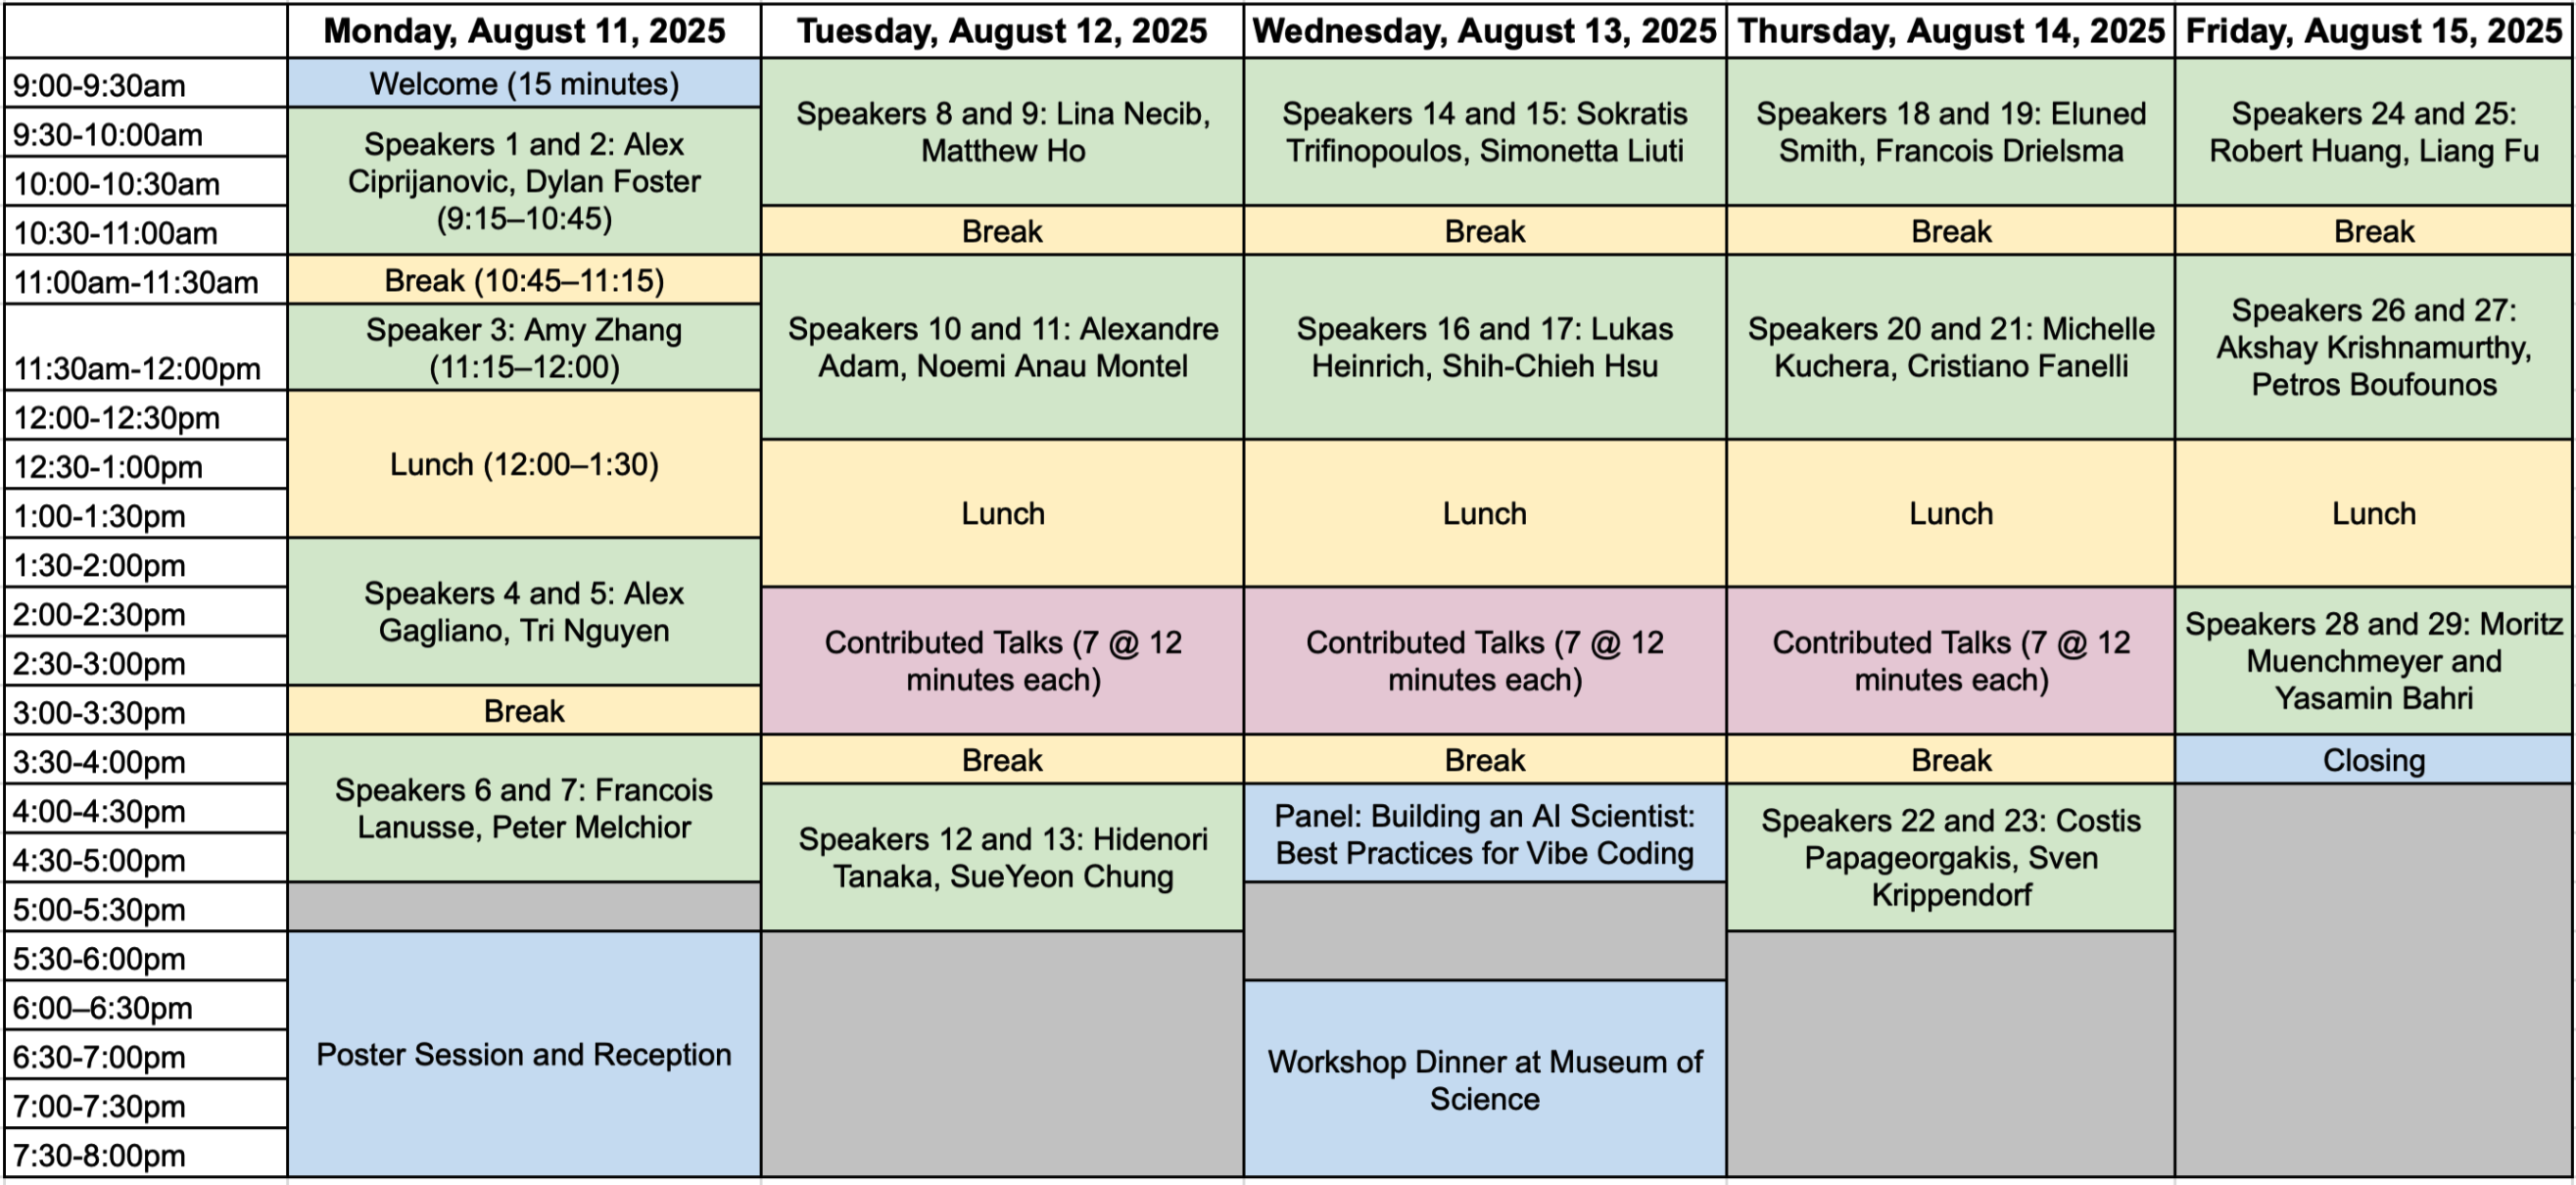 Monday, August 11, 2025
Tuesday, August 12, 2025
Wednesday, August 13, 2025
Thursday, August 14, 2025
Friday, August 15, 2025
9:00-9:30am
9:30-10:00am
10:00-10:30am
10:30-11:00am
11:00am-11:30am
11:30am-12:00pm
12:00-12:30pm
12:30-1:00pm
1:00-1:30pm
1:30-2:00pm
2:00-2:30pm
2:30-3:00pm
3:00-3:30pm
3:30-4:00pm
4:00-4:30pm
4:30-5:00pm
5:00-5:30pm
5:30-6:00pm
6:00–6:30pm
6:30-7:00pm
7:00-7:30pm
7:30-8:00pm
Welcome (15 minutes)
Speakers 1 and 2: Alex
Ciprijanovic, Dylan Foster
(9:15–10:45)
Break (10:45–11:15)
Speaker 3: Amy Zhang
(11:15–12:00)
Lunch (12:00–1:30)
Speakers 4 and 5: Alex
Gagliano, Tri Nguyen
Break
Speakers 6 and 7: Francois
Lanusse, Peter Melchior
Poster Session and Reception
Speakers 8 and 9: Lina Necib,
Matthew Ho
Break
Speakers 10 and 11: Alexandre
Adam, Noemi Anau Montel
Lunch
Contributed Talks (7 @ 12
minutes each)
Break
Speakers 12 and 13: Hidenori
Tanaka, SueYeon Chung
Speakers 14 and 15: Sokratis
Trifinopoulos, Simonetta Liuti
Break
Speakers 16 and 17: Lukas
Heinrich, Shih-Chieh Hsu
Lunch
Contributed Talks (7 @ 12
minutes each)
Break
Panel: Building an AI Scientist:
Best Practices for Vibe Coding
Workshop Dinner at Museum of
Science
Speakers 18 and 19: Eluned
Smith, Francois Drielsma
Break
Speakers 20 and 21: Michelle
Kuchera, Cristiano Fanelli
Lunch
Contributed Talks (7 @ 12
minutes each)
Break
Speakers 22 and 23: Costis
Papageorgakis, Sven
Krippendorf
Speakers 24 and 25:
Robert Huang, Liang Fu
Break
Speakers 26 and 27:
Akshay Krishnamurthy,
Petros Boufounos
Lunch
Speakers 28 and 29: Moritz
Muenchmeyer and
Yasamin Bahri
Closing